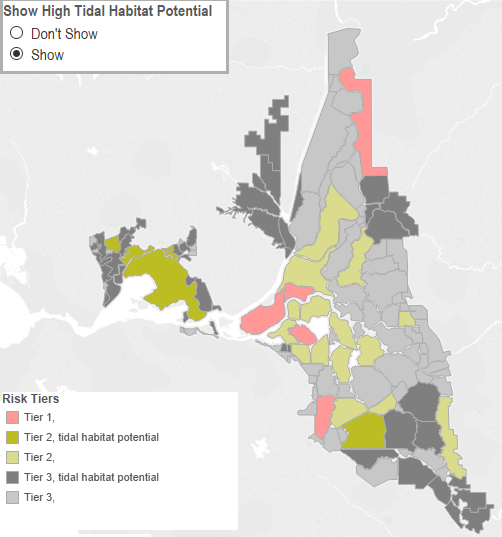 Show High Tidal Habitat Potential
Don't Show
Show
Risk Tiers
Tier 1,
Tier 2, tidal habitat potential
Tier 2,
Tier 3, tidal habitat potential
Tier 3,